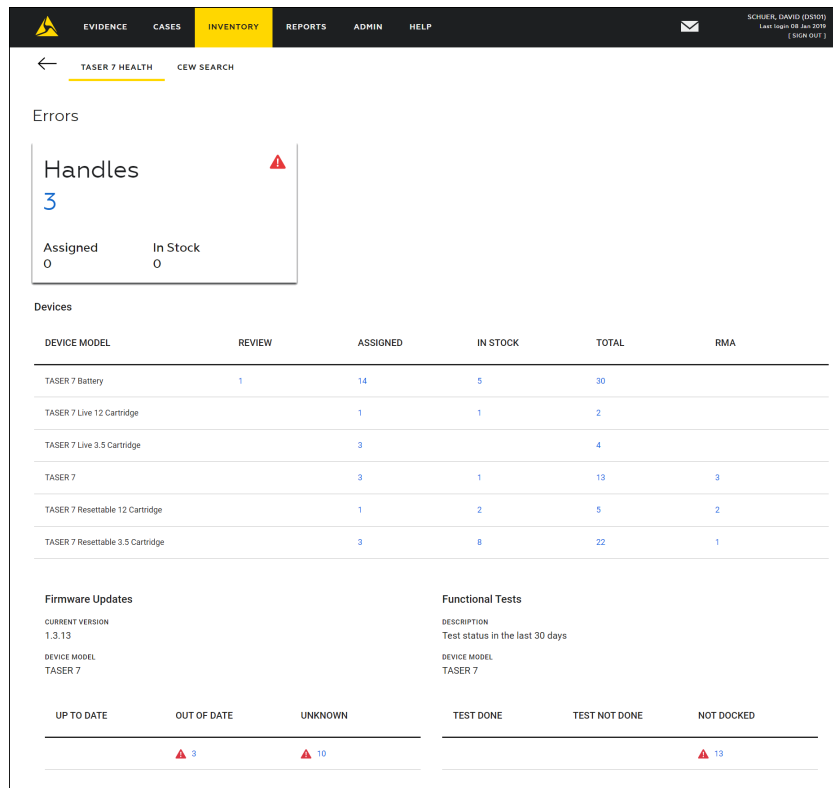 EVIDENCE CASES INVENTORY REPORTS ADMIN HELP
SCHUER, DAVID (DS101)
Last login 08 Jan 2019
[ SIGN OUT ]
TASER 7 HEALTH CEW SEARCH
Errors
Handles
3
Assigned In Stock
0 0
Devices
DEVICE MODEL REVIEW ASSIGNED IN STOCK TOTAL RMA
TASER 7 Battery 1 14 5 30
TASER 7 Live 12 Cartridge 1 1 2
TASER 7 Live 3.5 Cartridge 3 4
TASER 7 3 1 13 3
TASER 7 Resettable 12 Cartridge 1 2 5 2
TASER 7 Resettable 3.5 Cartridge 3 8 22 1
Firmware Updates
CURRENT VERSION
1.3.13
DEVICE MODEL
TASER 7
UP TO DATE OUT OF DATE UNKNOWN
3 10
Functional Tests
DESCRIPTION
Test status in the last 30 days
DEVICE MODEL
TASER 7
TEST DONE TEST NOT DONE NOT DOCKED
13